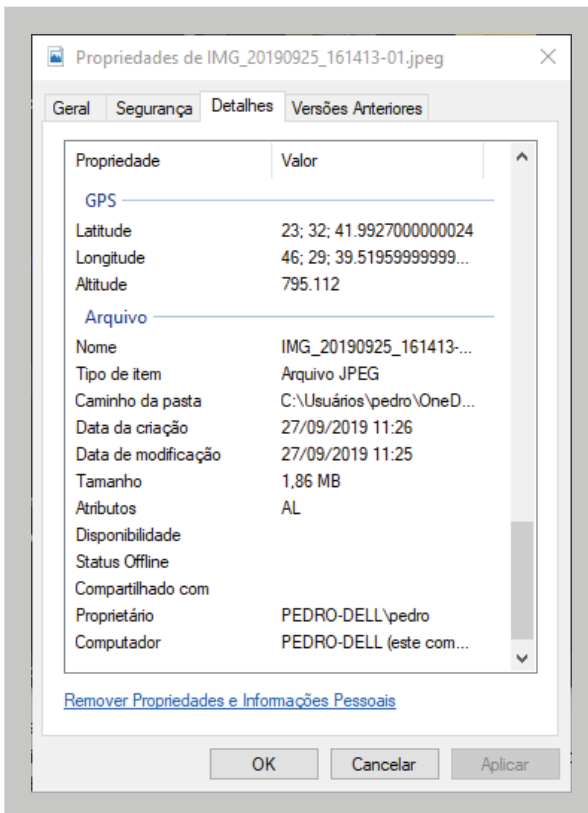 Propriedades de IMG_20190925_161413-01.jpeg
Geral Segurança Detalhes Versões Anteriores
Propriedade Valor
GPS
Latitude 23; 32; 41.9927000000024
Longitude 46; 29; 39.51959999999...
Altitude 795.112
Arquivo
Nome IMG_20190925_161413-...
Tipo de item Arquivo JPEG
Caminho da pasta C:\Usuários\pedro\OneD...
Data da criação 27/09/2019 11:26
Data de modificação 27/09/2019 11:25
Tamanho 1,86 MB
Atributos AL
Disponibilidade
Status Offline
Compartilhado com
Proprietário PEDRO-DELL\pedro
Computador PEDRO-DELL (este com...
Remover Propriedades e Informações Pessoais
OK Cancelar Aplicar